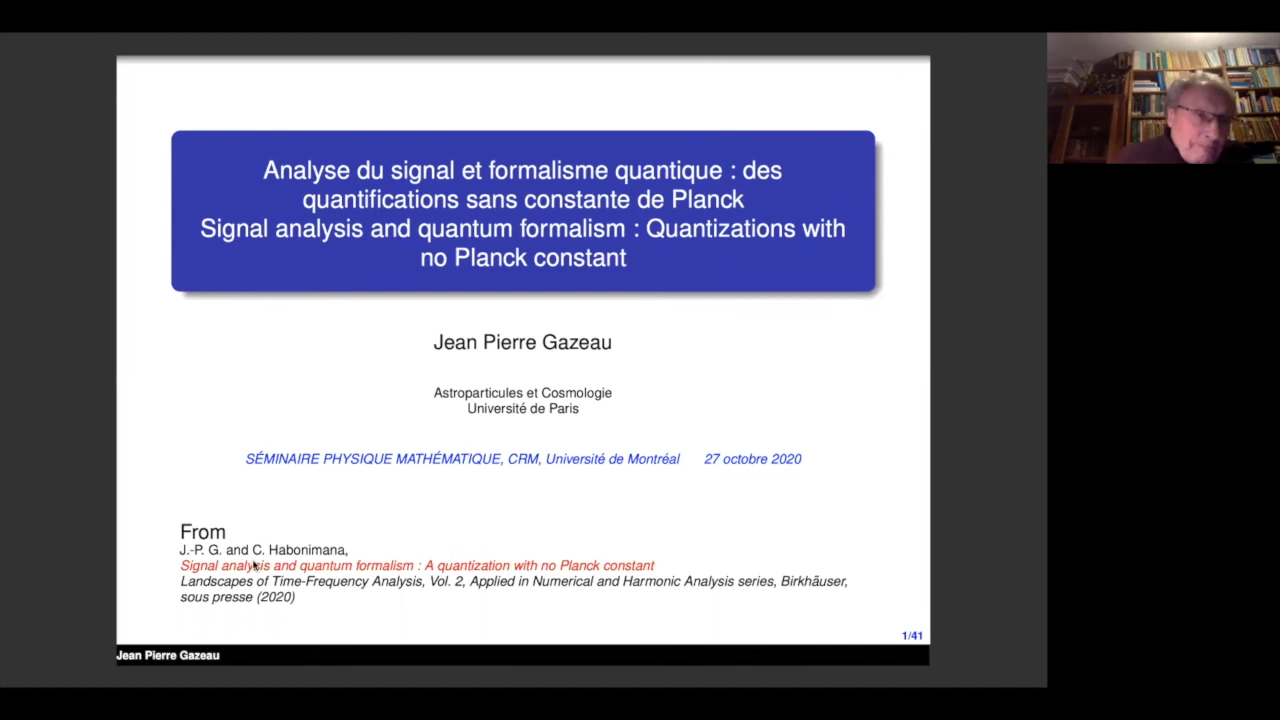 Analyse du signal et formalisme quantique : des
quantifications sans constante de Planck
Signal analysis and quantum formalism : Quantizations with
no Planck constant
Jean Pierre Gazeau
Astroparticules et Cosmologie
Université de Paris
SÉMINAIRE PHYSIQUE MATHÉMATIQUE, CRM, Université de Montréal 27 octobre 2020
From
J.-P. G. and C. Habonimana,
Signal analysis and quantum formalism : A quantization with no Planck constant
Landscapes of Time-Frequency Analysis, Vol. 2, Applied in Numerical and Harmonic Analysis series, Birkhãuser,
sous presse (2020)
1/41
Jean Pierre Gazeau